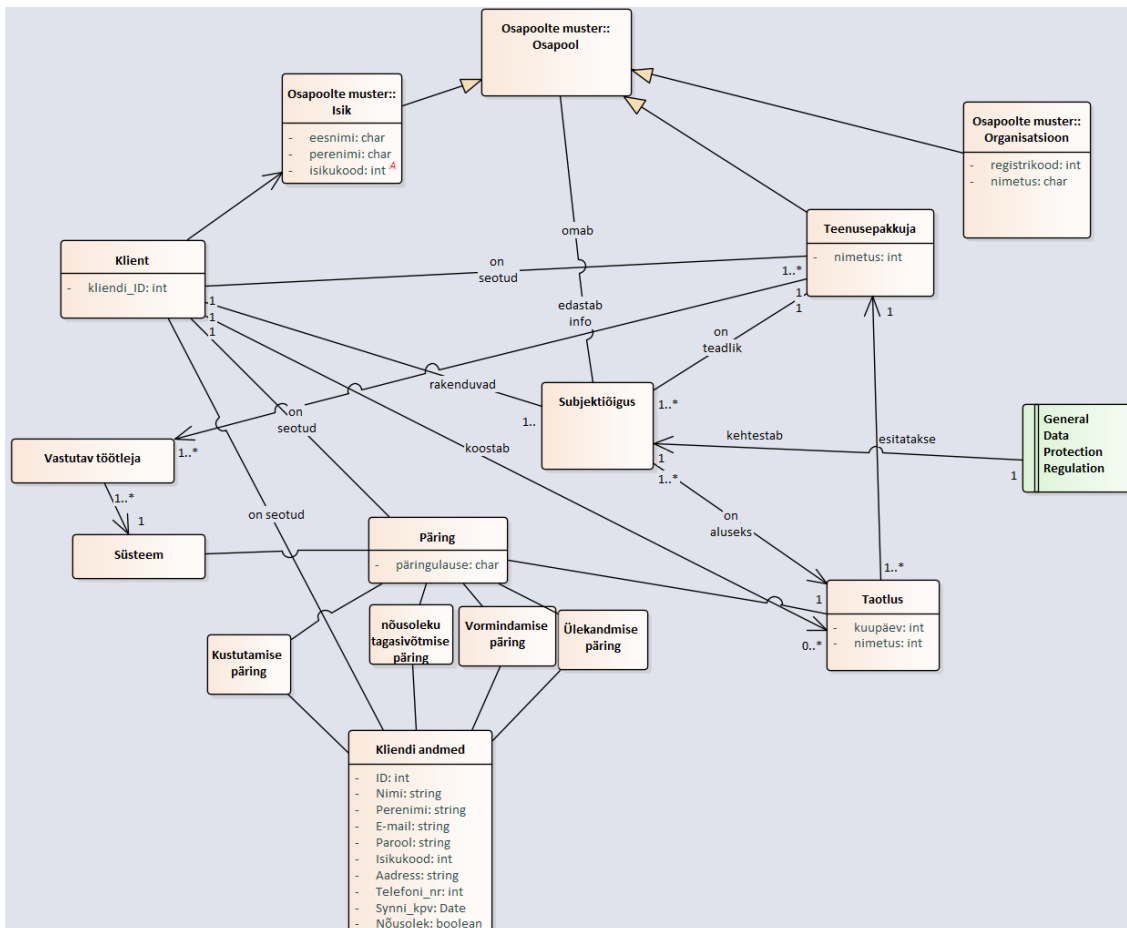 Osapoolte muster::
Osapool
Osapoolte muster::
Isik
- eesnimi: char
- perenimi: char
- isikukood: int A
Osapoolte muster::
Organisatsioon
- registrikood: int
- nimetus: char
Teenusepakkuja
- nimetus: int
Klient
- kliendi_ID: int
omab
on
seotud
1..*
edastab
info
1
1
1
1
1
1
on
teadlik
rakenduvad
Subjektiõigus
1..
1..*
General
Data
Protection
Regulation
on
seotud
kehtestab
esitatakse
koostab
Vastutav töötleja
1..*
1
1
1..*
1..*
1
on seotud
on
aluseks
Süsteem
Päring
- päringulause: char
1..*
1
Taotlus
- kuupäev: int
- nimetus: int
0..*
Kustutamise
päring
nõusoleku
tagasivõtmise
päring
Vormindamise
päring
Ülekandmise
päring
Kliendi andmed
- ID: int
- Nimi: string
- Perenimi: string
- E-mail: string
- Parool: string
- Isikukood: int
- Aadress: string
- Telefoni_nr: int
- Synni_kpv: Date
- Nõusolek: boolean